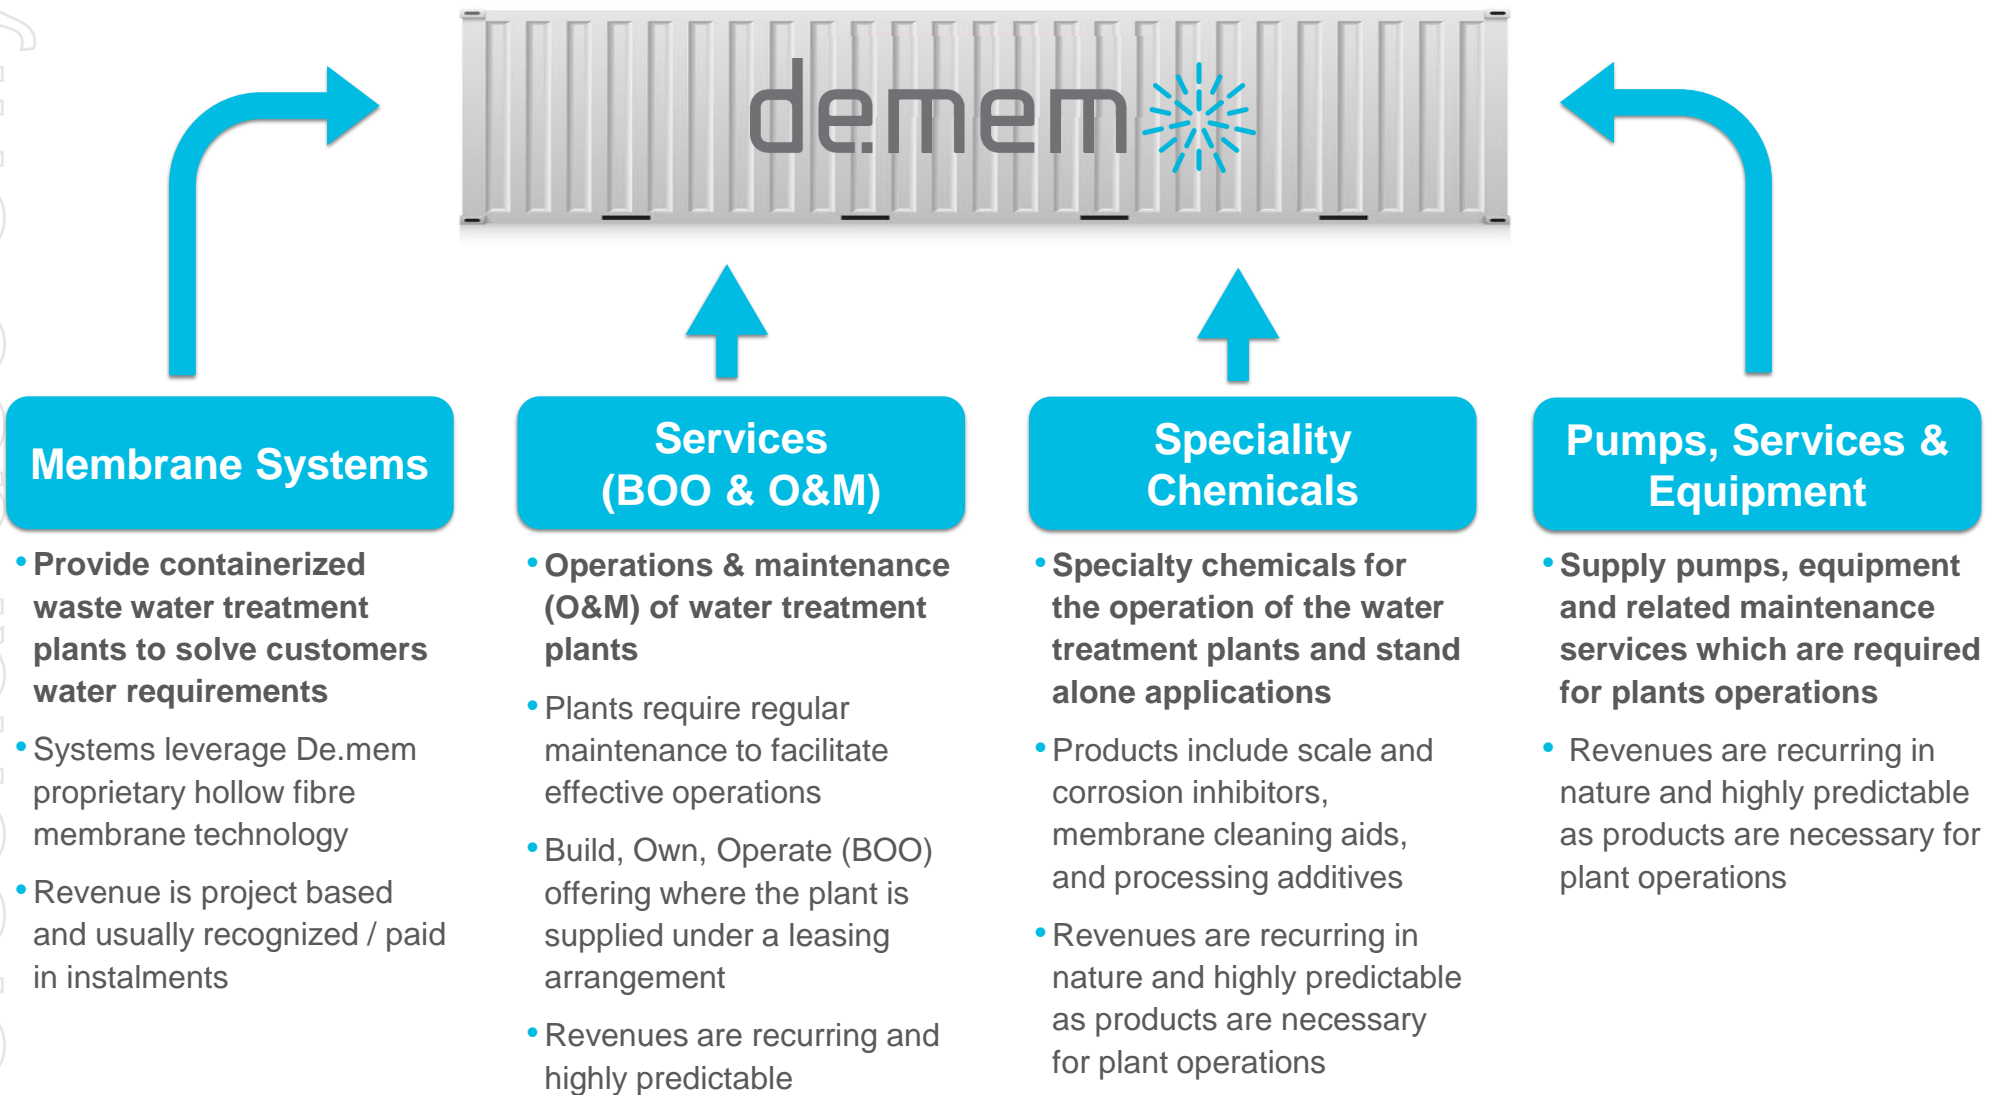 de.mem
Membrane Systems
• Provide containerized
waste water treatment
plants to solve customers
water requirements
• Systems leverage De.mem
proprietary hollow fibre
membrane technology
• Revenue is project based
and usually recognized / paid
in instalments
Services
(BOO & O&M)
• Operations & maintenance
(O&M) of water treatment
plants
• Plants require regular
maintenance to facilitate
effective operations
• Build, Own, Operate (BOO)
offering where the plant is
supplied under a leasing
arrangement
• Revenues are recurring and
highly predictable
Speciality
Chemicals
• Specialty chemicals for
the operation of the water
treatment plants and stand
alone applications
• Products include scale and
corrosion inhibitors,
membrane cleaning aids,
and processing additives
• Revenues are recurring in
nature and highly predictable
as products are necessary
for plant operations
Pumps, Services &
Equipment
• Supply pumps, equipment
and related maintenance
services which are required
for plants operations
• Revenues are recurring in
nature and highly predictable
as products are necessary for
plant operations